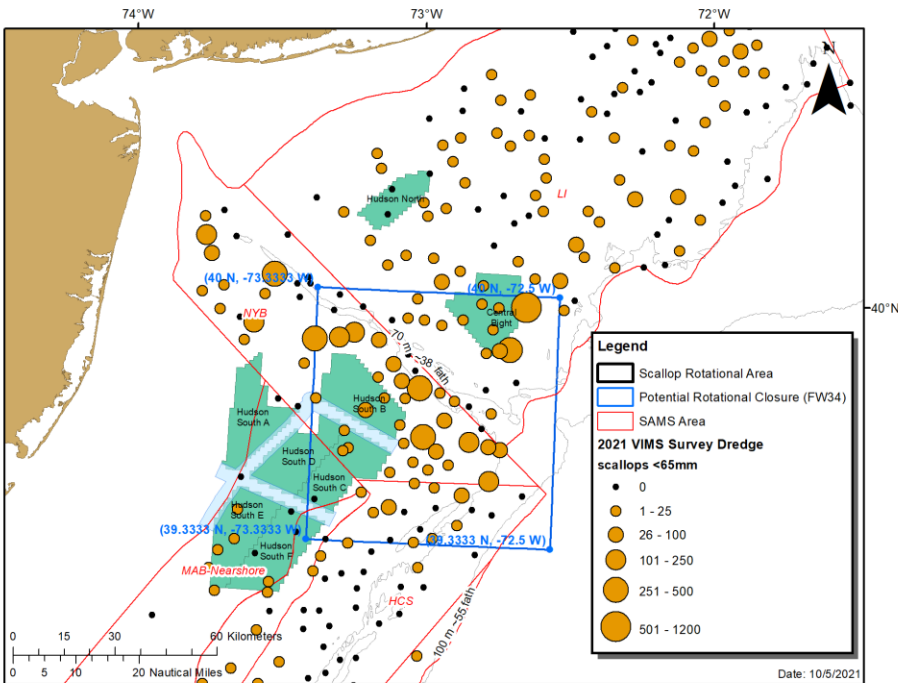 74°W
73°W
72°W
N
Hudson North
LI
(40 N, -73.3333 W)
(40 N, -72.5 W)
Central
Bight
40°N
NYB
70 m ~38 fath
Hudson
South B
Hudson
South A
Hudson
South D
Hudson
South C
Hudson
South E
(39.3333 N, -73.3333 W)
(39.3333 N, -72.5 W)
Hudson
South F
MAB-Nearshore
HCS
100 m ~55 fath
Legend
Scallop Rotational Area
Potential Rotational Closure (FW34)
SAMS Area
2021 VIMS Survey Dredge
scallops <65mm
0
1 - 25
26 - 100
101 - 250
251 - 500
501 - 1200
0 15 30 60 Kilometers
0 5 10 20 Nautical Miles
Date: 10/5/2021